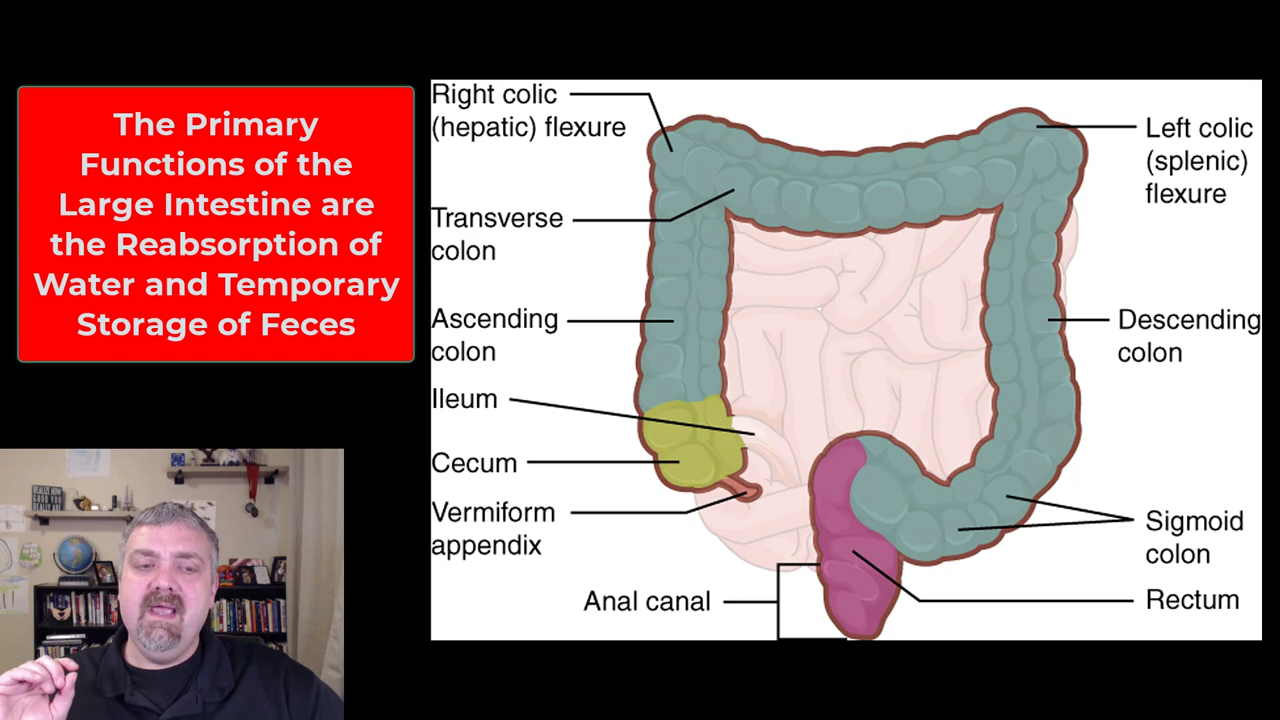 The Primary
Functions of the
Large Intestine are
the Reabsorption of
Water and Temporary
Storage of Feces
Right colic
(hepatic) flexure
Transverse
colon
Ascending
colon
Ileum
Cecum
Vermiform
appendix
Anal canal
Left colic
(splenic)
flexure
Descending
colon
Sigmoid
colon
Rectum